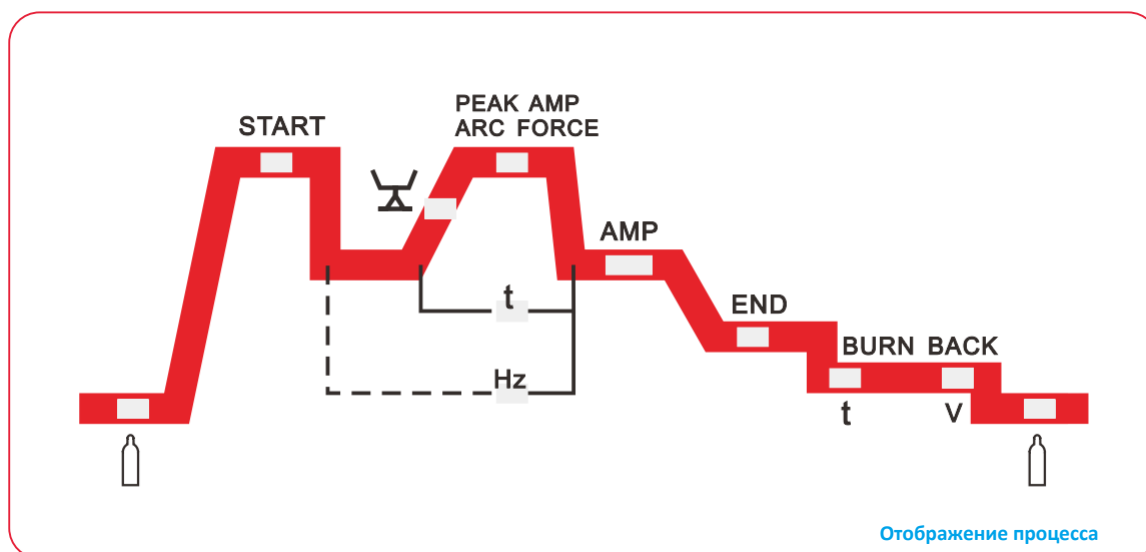 START
PEAK AMP
ARC FORCE
AMP
t
END
BURN BACK
Hz
t
V
Отображение процесса